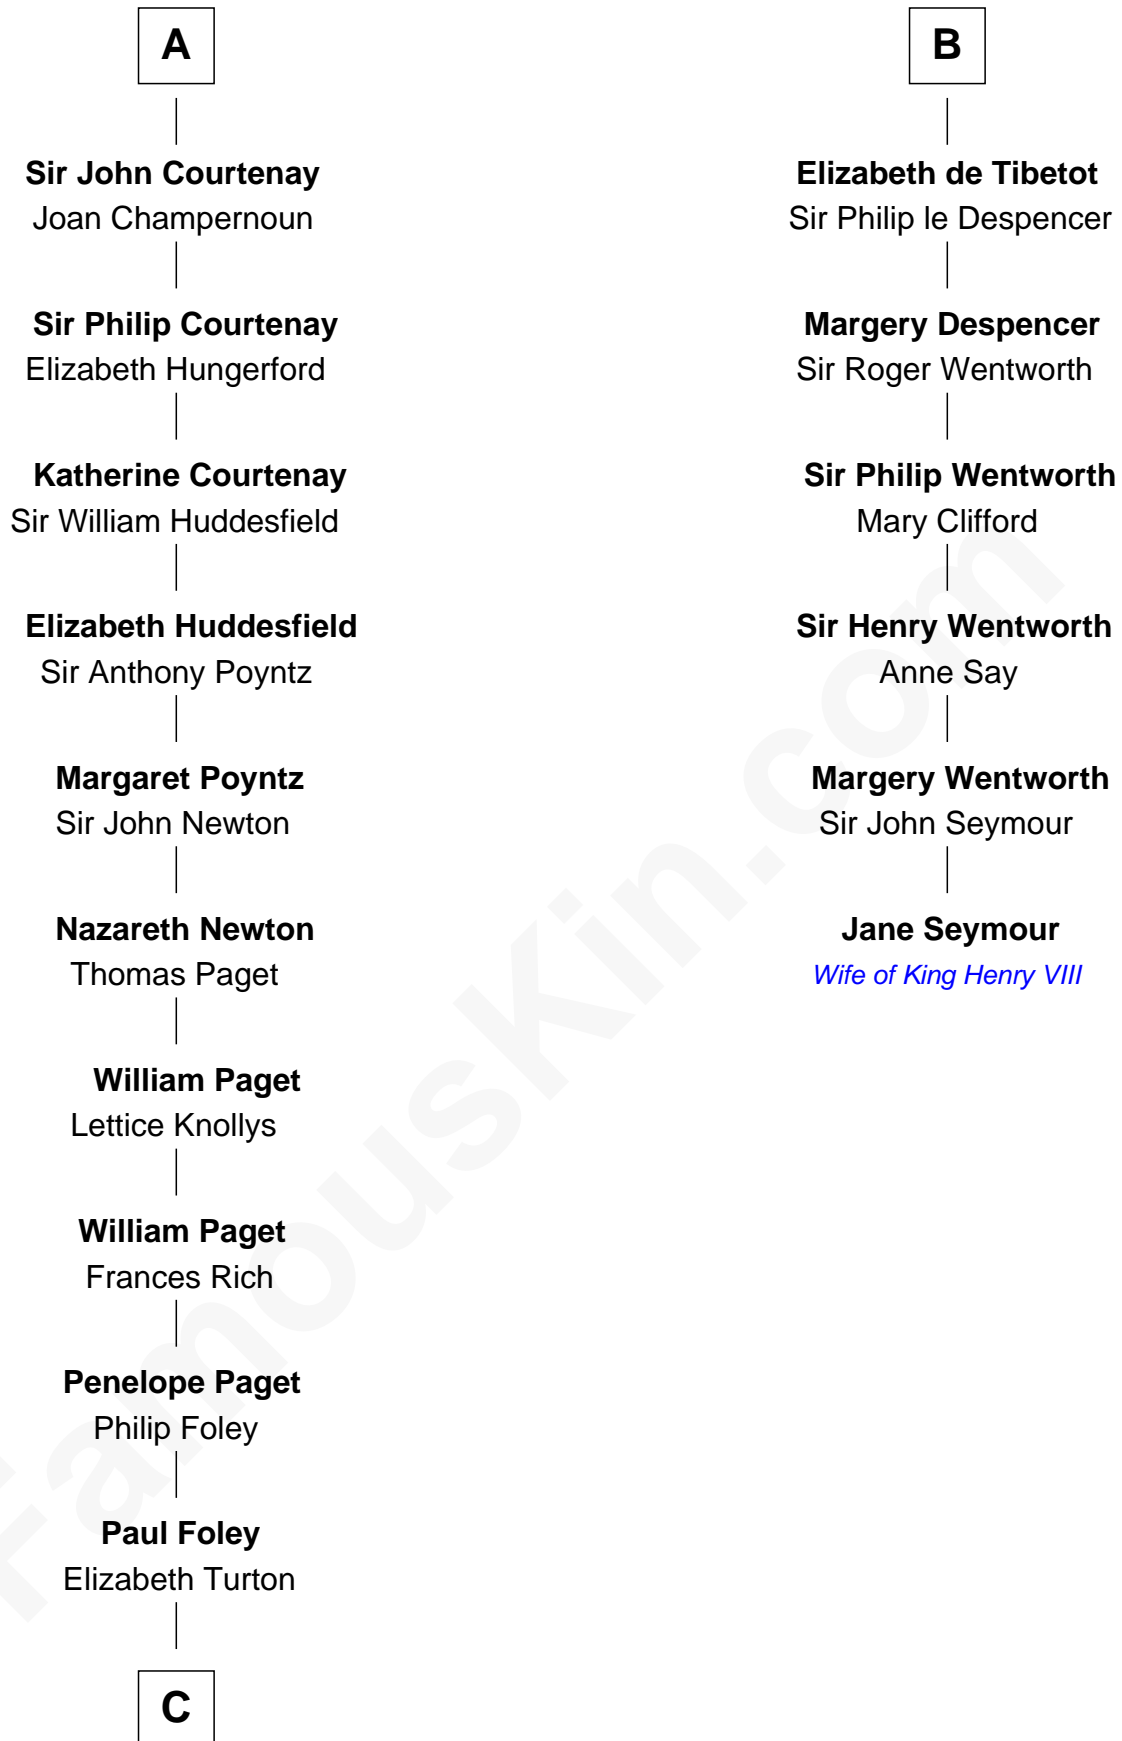 A
Sir John Courtenay
Joan Champernoun
Sir Philip Courtenay
Elizabeth Hungerford
Katherine Courtenay
Sir William Huddesfield
Elizabeth Huddesfield
Sir Anthony Poyntz
Margaret Poyntz
Sir John Newton
Nazareth Newton
Thomas Paget
William Paget
Lettice Knollys
William Paget
Frances Rich
Penelope Paget
Philip Foley
Paul Foley
Elizabeth Turton
C
B
Elizabeth de Tibetot
Sir Philip le Despencer
Margery Despencer
Sir Roger Wentworth
Sir Philip Wentworth
Mary Clifford
Sir Henry Wentworth
Anne Say
Margery Wentworth
Sir John Seymour
Jane Seymour
Wife of King Henry VIII
FamousKin.com